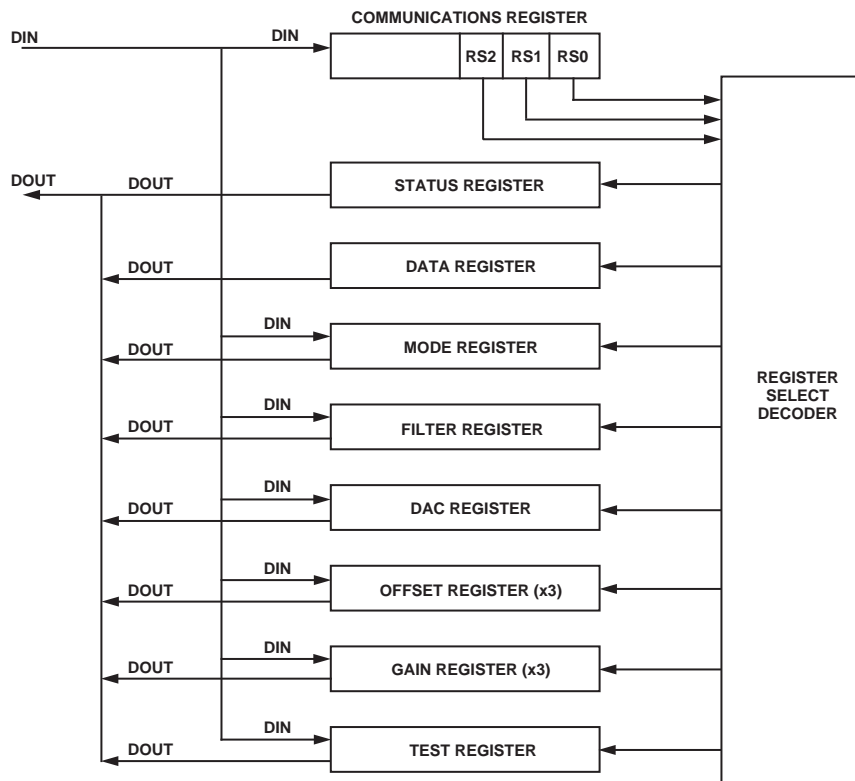 COMMUNICATIONS REGISTER
DIN
DIN
RS2
RS1
RS0
DOUT
DOUT
STATUS REGISTER
DOUT
DATA REGISTER
DIN
DOUT
MODE REGISTER
REGISTER
SELECT
DECODER
DIN
DOUT
FILTER REGISTER
DIN
DOUT
DAC REGISTER
DIN
DOUT
OFFSET REGISTER (x3)
DIN
DOUT
GAIN REGISTER (x3)
DIN
DOUT
TEST REGISTER